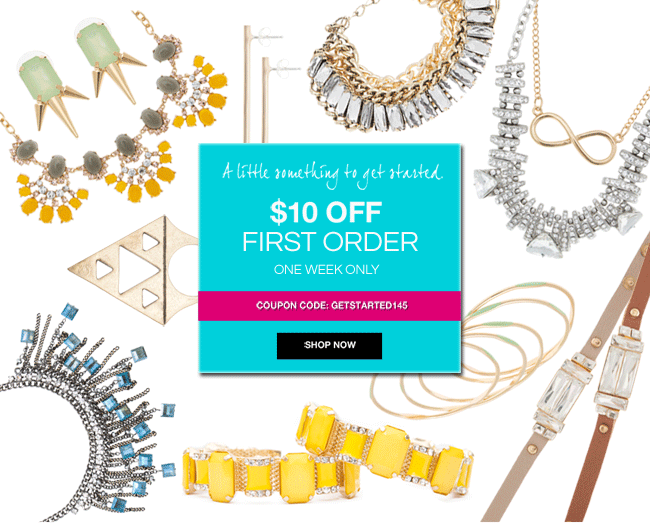 A little something to get started.
$10 OFF
FIRST ORDER
ONE WEEK ONLY
COUPON CODE: GETSTARTED145
SHOP NOW